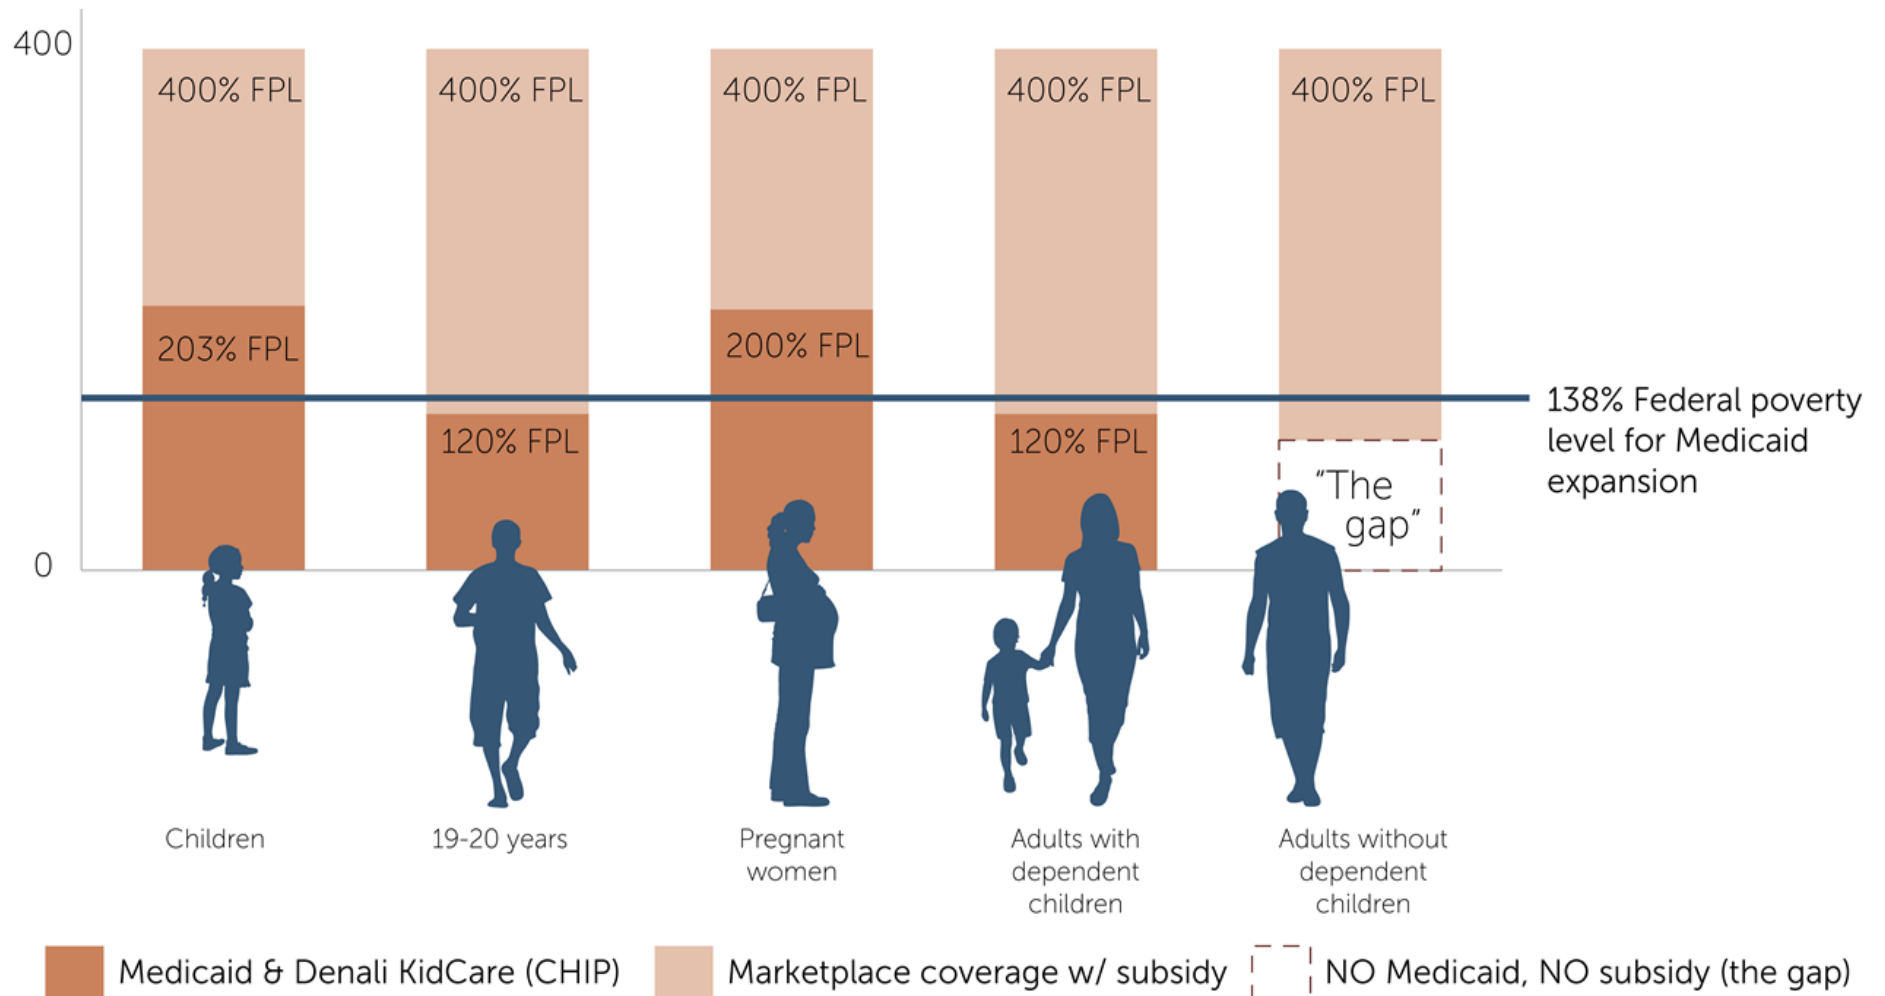 400
400% FPL
400% FPL
400% FPL
400% FPL
400% FPL
203% FPL
200% FPL
138% Federal poverty
level for Medicaid
expansion
120% FPL
120% FPL
"The
gap"
0
Children
19-20 years
Pregnant
women
Adults with
dependent
children
Adults without
dependent
children
Medicaid & Denali KidCare (CHIP)
Marketplace coverage w/ subsidy
NO Medicaid, NO subsidy (the gap)